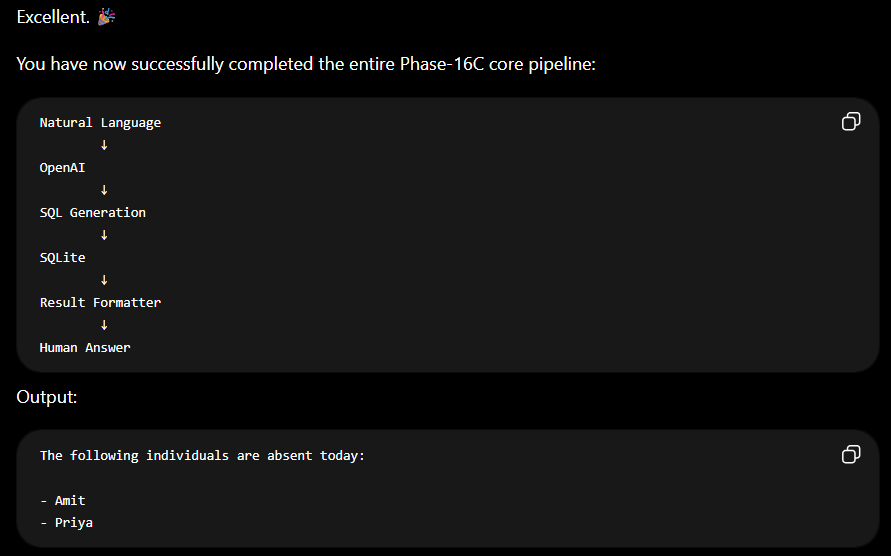 Excellent. 🎉
You have now successfully completed the entire Phase-16C core pipeline:
Natural Language
↓
OpenAI
↓
SQL Generation
↓
SQLite
↓
Result Formatter
↓
Human Answer
Output:
The following individuals are absent today:
- Amit
- Priya